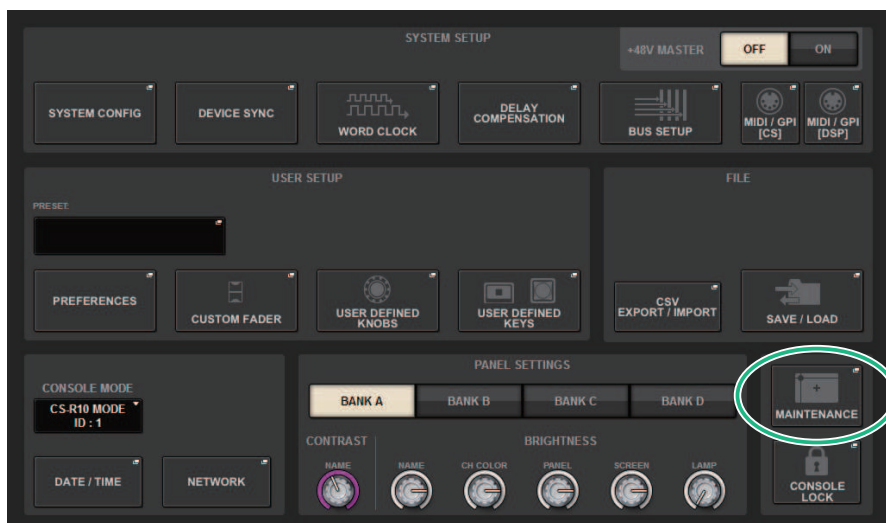 SYSTEM SETUP
+48V MASTER
OFF
ON
SYSTEM CONFIG
DEVICE SYNC
WORD CLOCK
DELAY
COMPENSATION
BUS SETUP
MIDI / GPI
[CS]
MIDI / GPI
[DSP]
USER SETUP
PRESET
PREFERENCES
CUSTOM FADER
USER DEFINED
KNOBS
USER DEFINED
KEYS
FILE
CSV
EXPORT / IMPORT
SAVE / LOAD
CONSOLE MODE
CS-R10 MODE
ID : 1
DATE / TIME
NETWORK
PANEL SETTINGS
BANK A
BANK B
BANK C
BANK D
CONTRAST
BRIGHTNESS
NAME
NAME
CH COLOR
PANEL
SCREEN
LAMP
MAINTENANCE
CONSOLE
LOCK